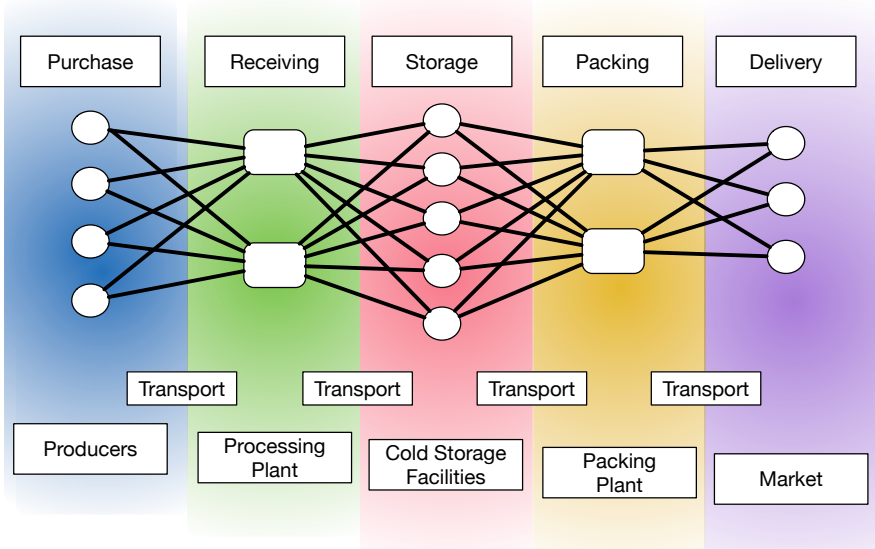 Purchase
Receiving
Storage
Packing
Delivery
Transport
Transport
Transport
Transport
Producers
Processing
Plant
Cold Storage
Facilities
Packing
Plant
Market